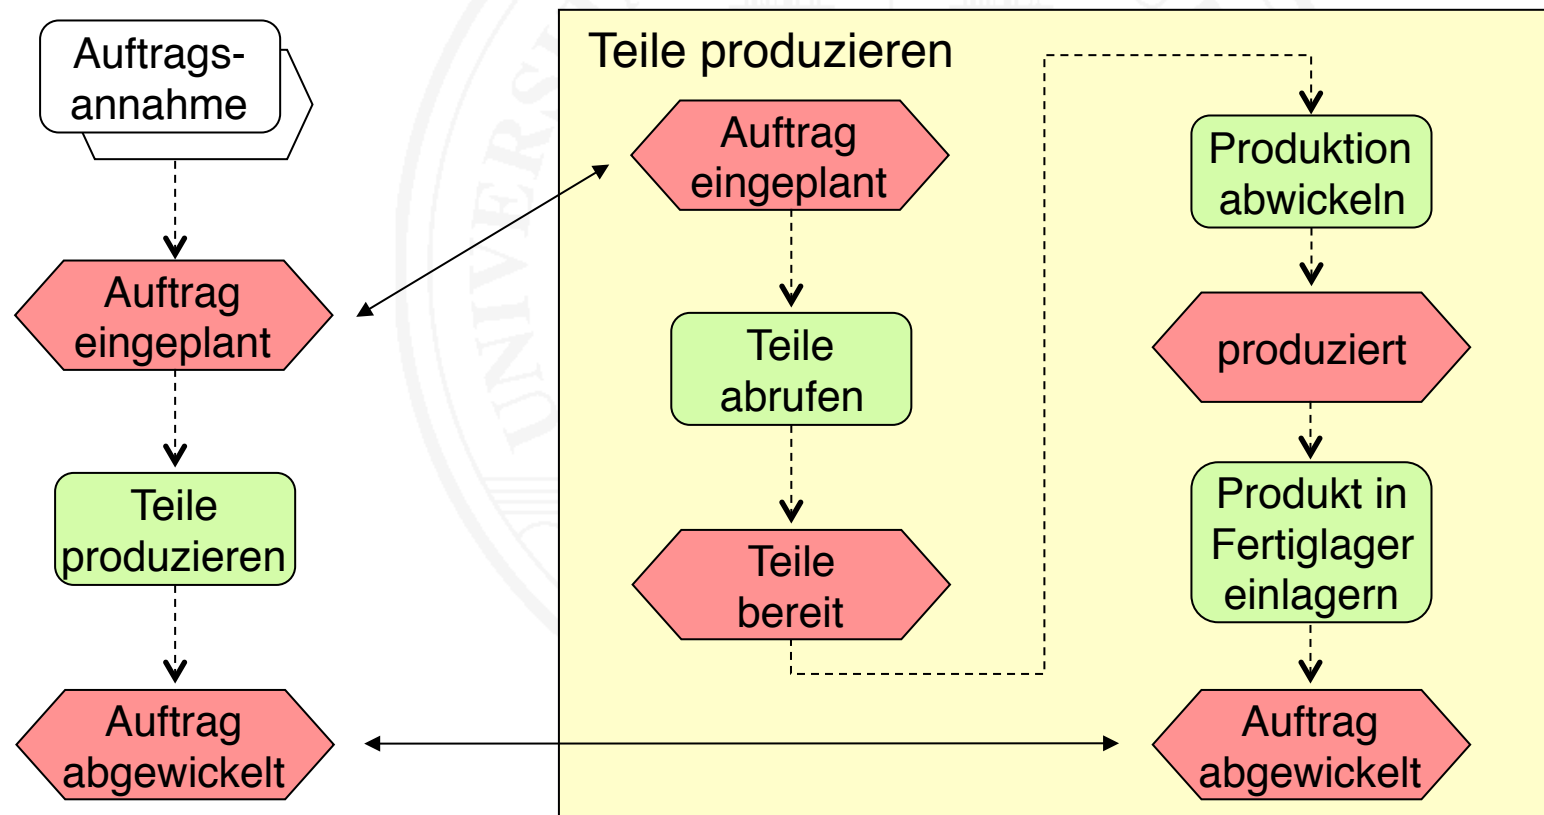 Auftrags-
annahme
Auftrag
eingeplant
Teile
produzieren
Auftrag
abgewickelt
Teile produzieren
Auftrag
eingeplant
Teile
abrufen
Teile
bereit
Produktion
abwickeln
produziert
Produkt in
Fertiglager
einlagern
Auftrag
abgewickelt